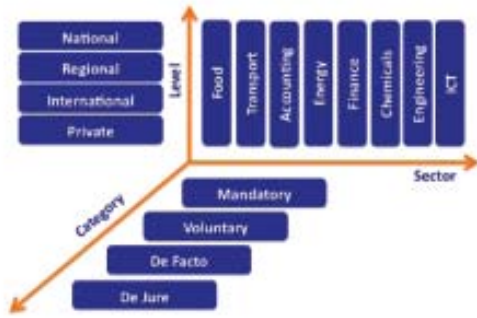 National
Regional
International
Private
Level
Food
Transport
Accounting
Energy
Finance
Chemicals
Engineering
ICT
Sector
Category
Mandatory
Voluntary
De Facto
De Jure